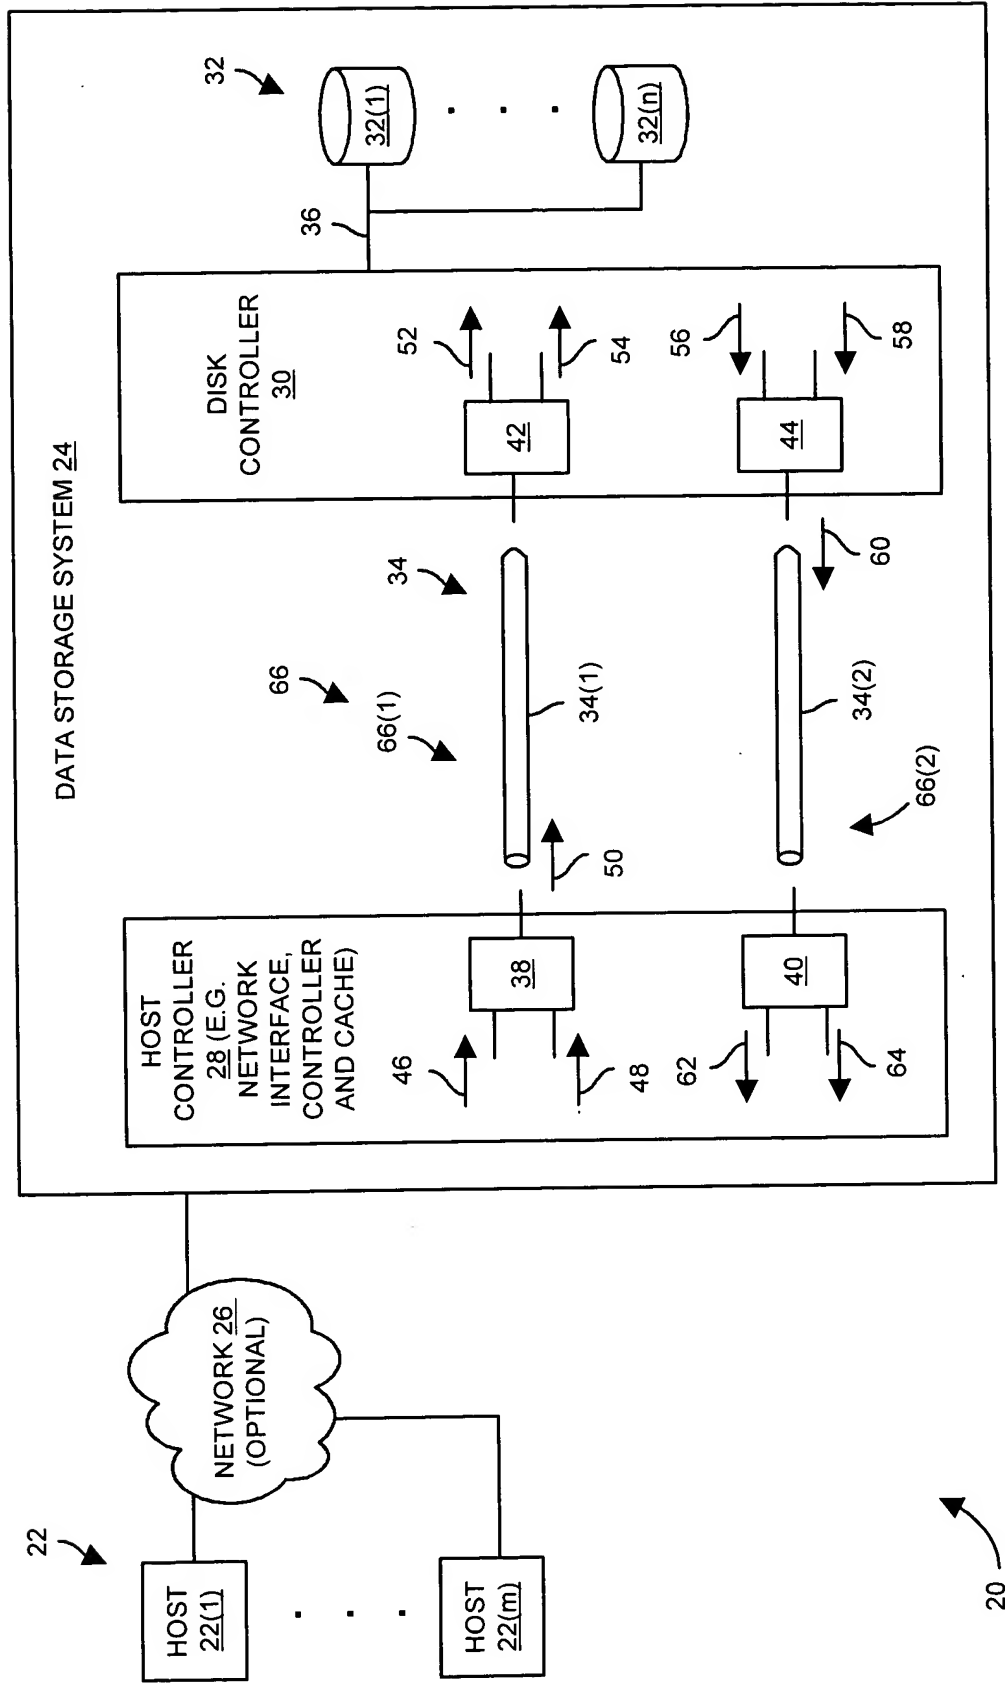 DATA STORAGE SYSTEM 24
22
HOST
22(1)
HOST
22(m)
NETWORK 26
(OPTIONAL)
HOST
CONTROLLER
28 (E.G.
NETWORK
INTERFACE,
CONTROLLER
AND CACHE)
46
38
48
62
40
64
66
66(1)
34
50
34(1)
60
34(2)
66(2)
DISK
CONTROLLER
30
52
42
54
56
44
58
36
32
32(1)
32(n)
20